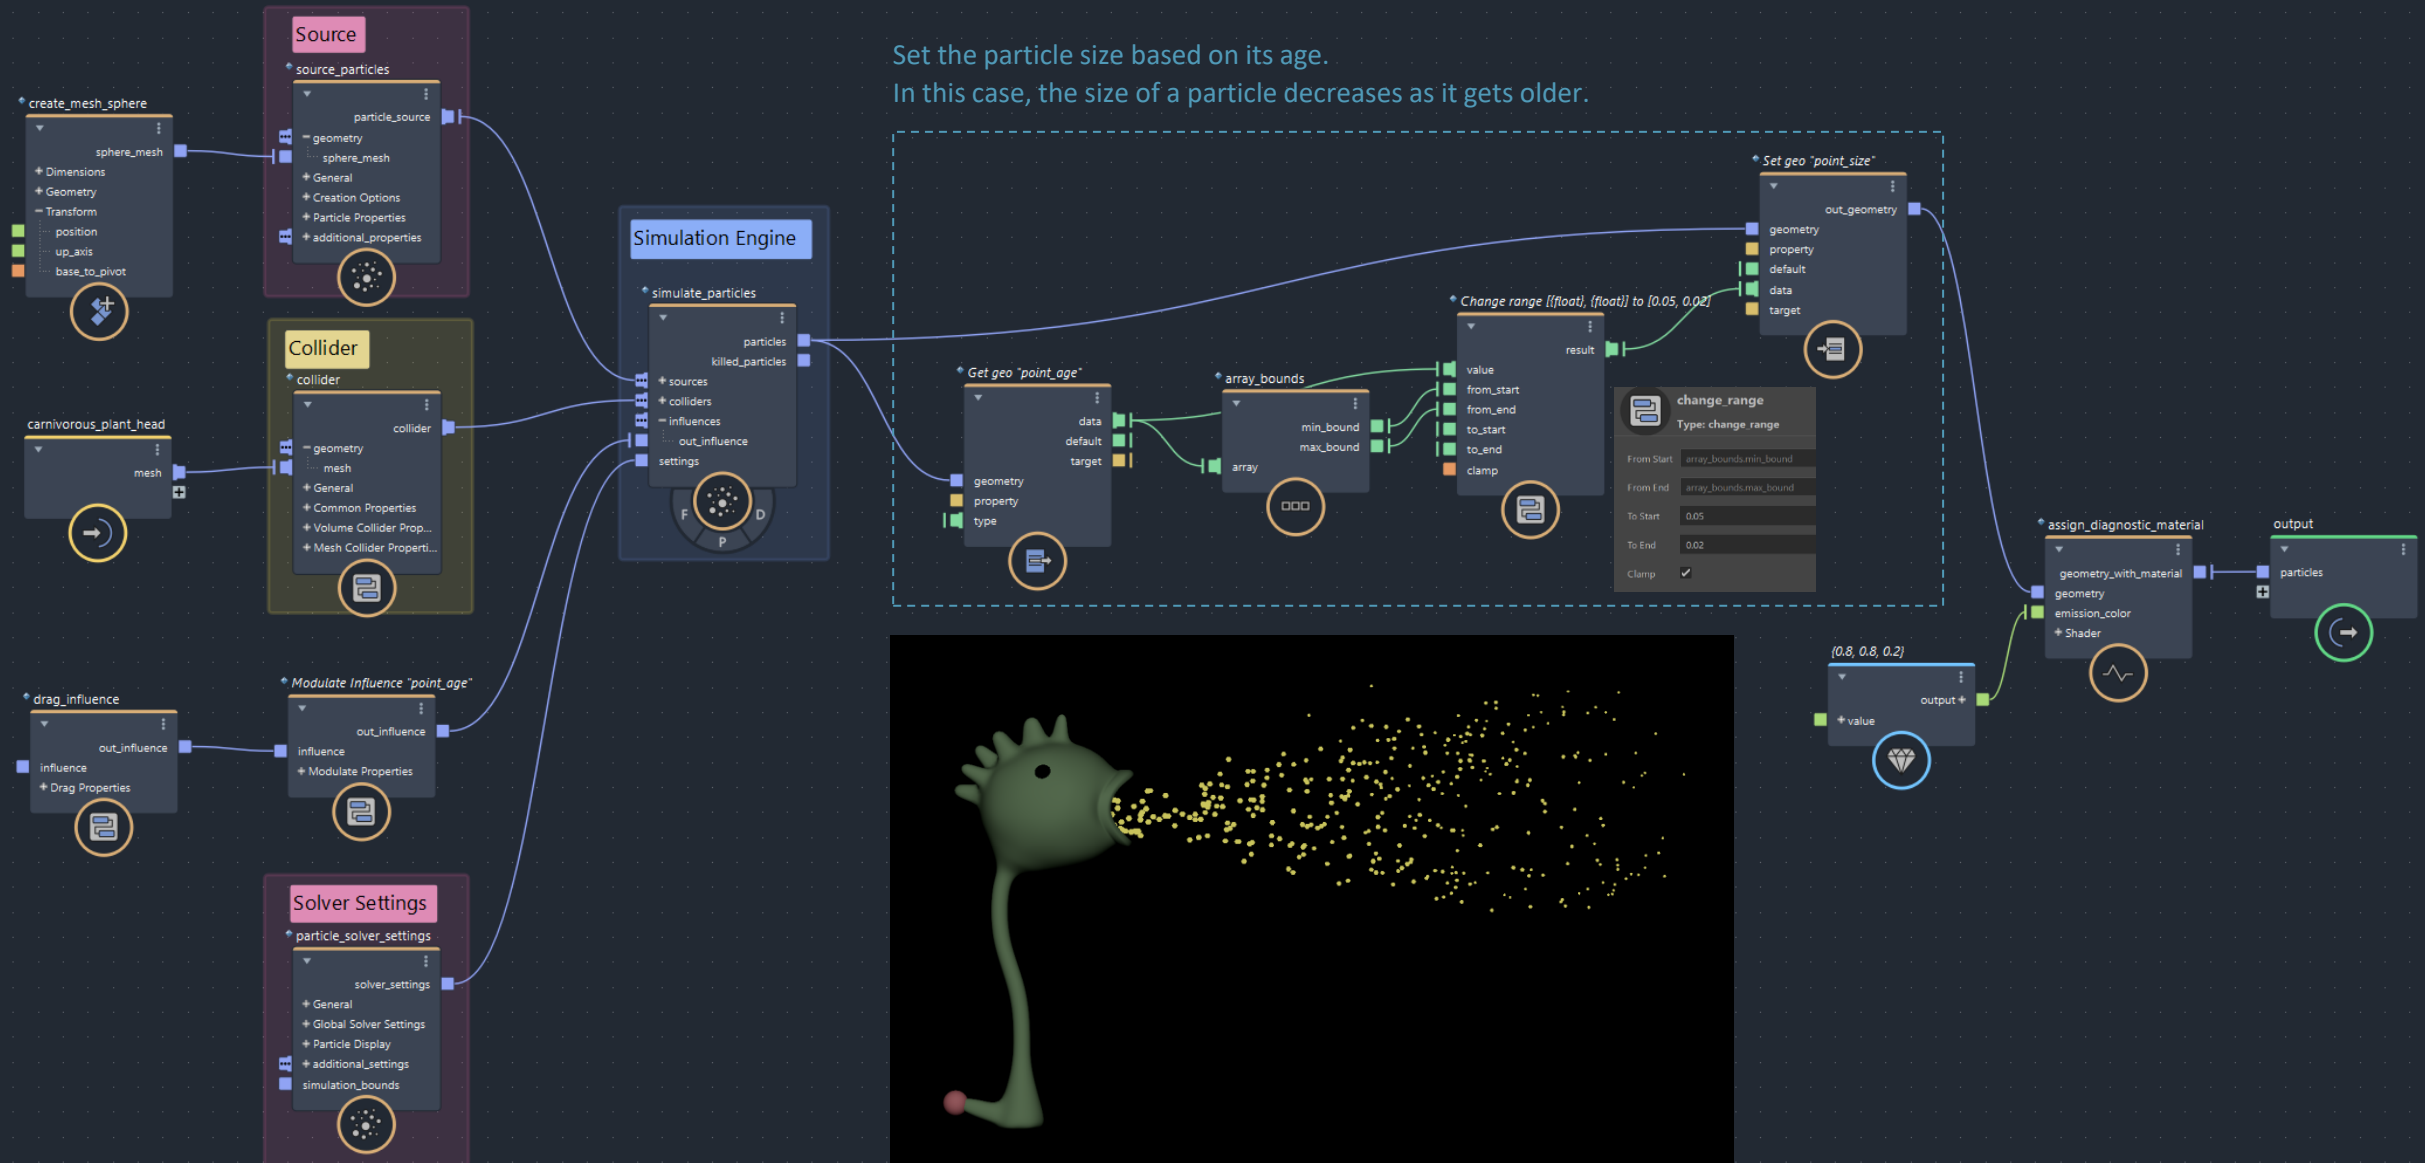 Source
source_particles
particle_source
geometry
sphere_mesh
General
Creation Options
Particle Properties
additional_properties
create_mesh_sphere
sphere_mesh
Dimensions
Geometry
Transform
position
up_axis
base_to_pivot
Collider
collider
collider
geometry
mesh
General
Common Properties
Volume Collider Prop...
Mesh Collider Properti...
carnivorous_plant_head
mesh
drag_influence
out_influence
influence
Drag Properties
Modulate Influence "point_age"
out_influence
influence
Modulate Properties
Solver Settings
particle_solver_settings
solver_settings
General
Global Solver Settings
Particle Display
additional_settings
simulation_bounds
Simulation Engine
simulate_particles
particles
killed_particles
sources
colliders
influences
out_influence
settings
F
D
P
Set the particle size based on its age.
In this case, the size of a particle decreases as it gets older.
Get geo "point_age"
data
default
target
geometry
property
type
array_bounds
min_bound
max_bound
array
Change range [{float}, {float}] to [0.05, 0.02]
result
value
from_start
from_end
to_start
to_end
clamp
change_range
Type: change_range
From Start array_bounds.min_bound
From End array_bounds.max_bound
To Start 0.05
To End 0.02
Clamp
Set geo "point_size"
out_geometry
geometry
property
default
data
target
{0.8, 0.8, 0.2}
output
value
assign_diagnostic_material
geometry_with_material
geometry
emission_color
Shader
output
particles